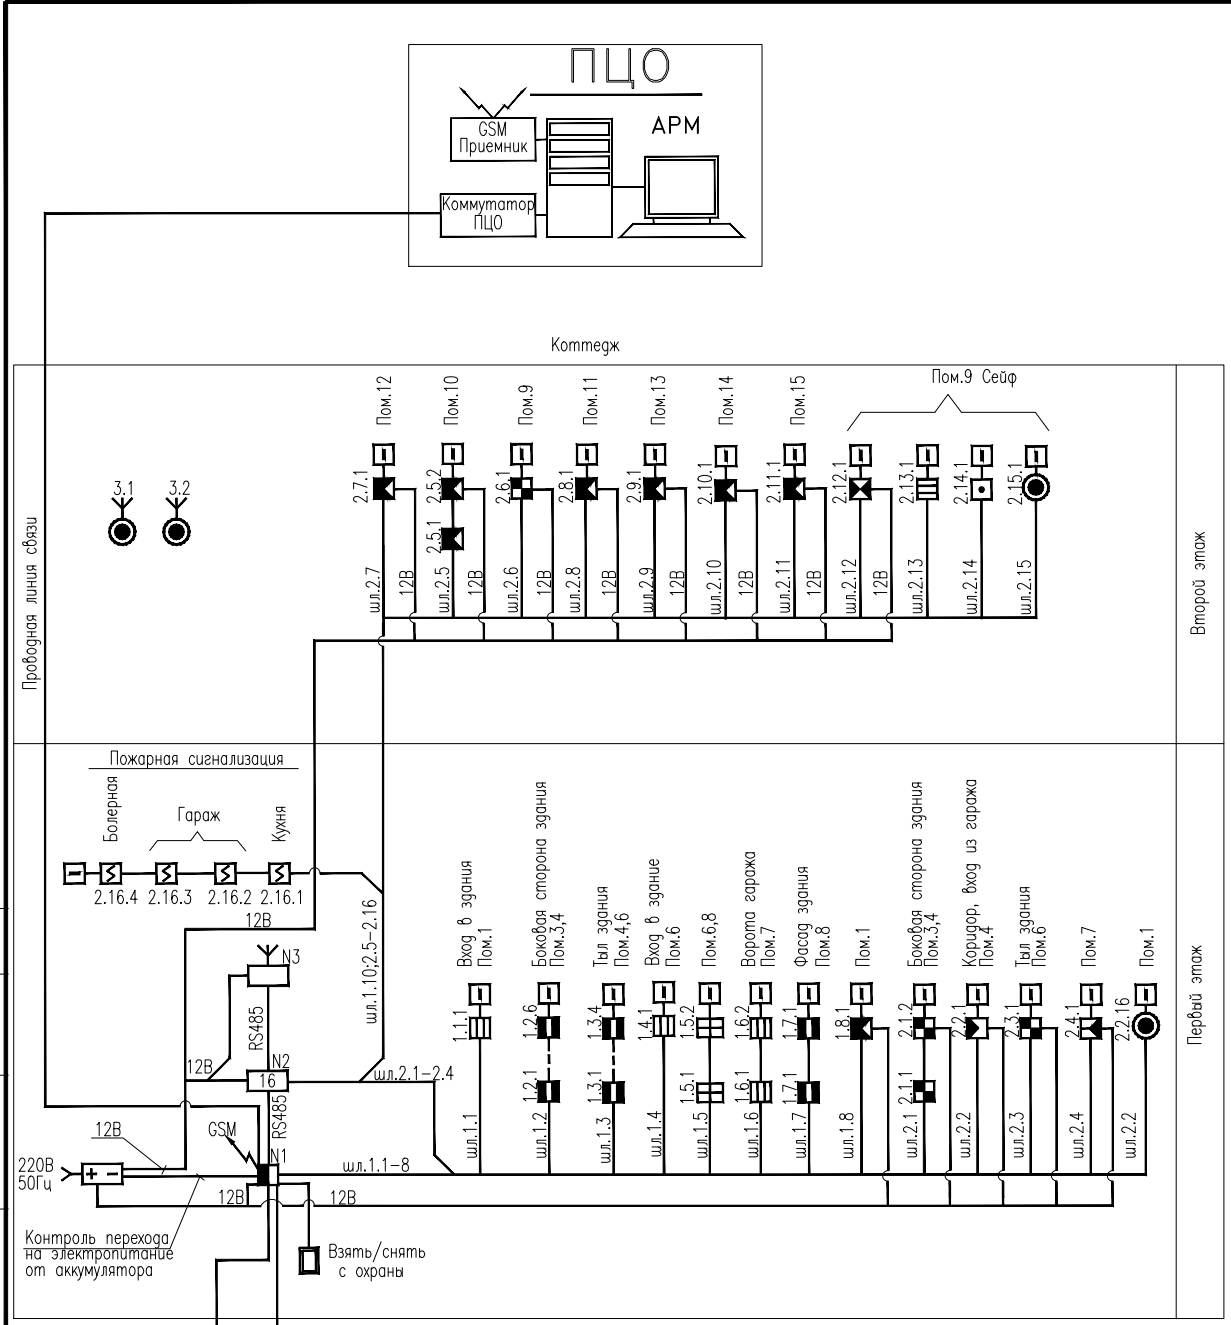 ПЦО
GSM
Приемник
АРМ
Коммутатор
ПЦО
Коттедж
Проводная линия связи
3.1
3.2
Пом.12
Пом.10
Пом.9
Пом.11
Пом.13
Пом.14
Пом.15
Пом.9 Сейф
2.7.1
2.5.2
2.5.1
2.6.1
2.8.1
2.9.1
2.10.1
2.11.1
2.12.1
2.13.1
2.14.1
2.15.1
шл.2.7
12В
шл.2.5
12В
шл.2.6
12В
шл.2.8
12В
шл.2.9
12В
шл.2.10
12В
шл.2.11
12В
шл.2.12
12В
шл.2.13
шл.2.14
шл.2.15
Второй этаж
Пожарная сигнализация
Болерная
Гараж
Кухня
2.16.4
2.16.3
2.16.2
2.16.1
12В
N3
RS485
шл.1.10;2.5-2.16
12В
N2
16
шл.2.1-2.4
RS485
12В
GSM
N1
220В
50Гц
шл.1.1-8
12В
12В
Контроль перехода
на электропитание
от аккумулятора
Взять/снять
с охраны
Вход в здания
Пом.1
Боковая сторона здания
Пом.3,4
Тыл здания
Пом.4,6
Вход в здание
Пом.6
Пом.6,8
Ворота гаража
Пом.7
Фасад здания
Пом.8
Пом.1
Боковая сторона здания
Пом.3,4
Коридор, вход из гаража
Пом.4
Тыл здания
Пом.6
Пом.7
Пом.1
1.1.1
1.2.6
1.3.4
1.4.1
1.5.2
1.6.2
1.7.1
1.8.1
2.1.2
2.2.1
2.3.1
2.4.1
2.2.16
1.2.1
1.3.1
1.5.1
1.6.1
1.7.1
2.1.1
шл.1.1
шл.1.2
шл.1.3
шл.1.4
шл.1.5
шл.1.6
шл.1.7
шл.1.8
шл.2.1
шл.2.2
шл.2.3
шл.2.4
шл.2.2
Первый этаж